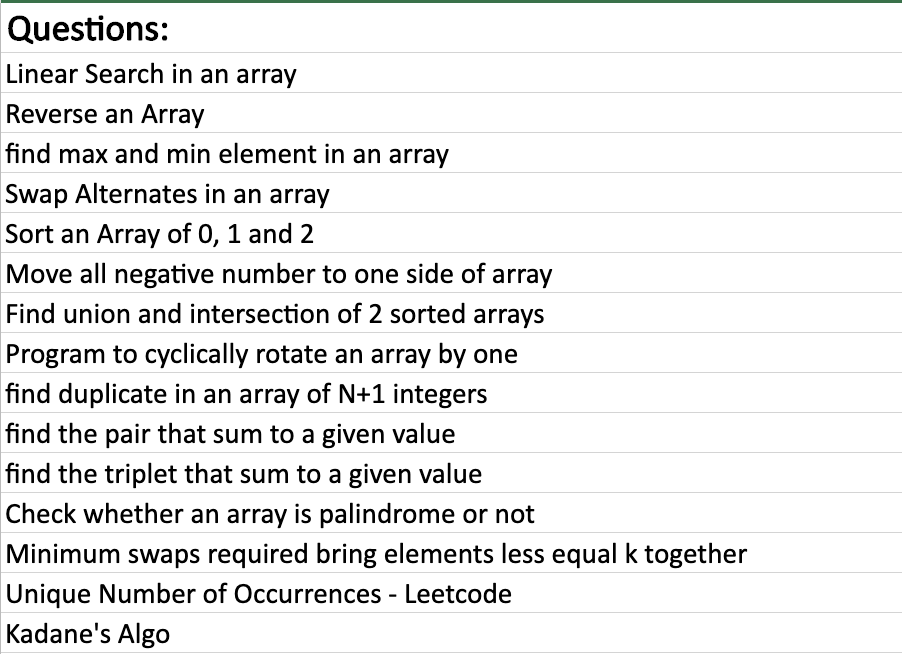 Questions:
Linear Search in an array
Reverse an Array
find max and min element in an array
Swap Alternates in an array
Sort an Array of 0, 1 and 2
Move all negative number to one side of array
Find union and intersection of 2 sorted arrays
Program to cyclically rotate an array by one
find duplicate in an array of N+1 integers
find the pair that sum to a given value
find the triplet that sum to a given value
Check whether an array is palindrome or not
Minimum swaps required bring elements less equal k together
Unique Number of Occurrences - Leetcode
Kadane's Algo